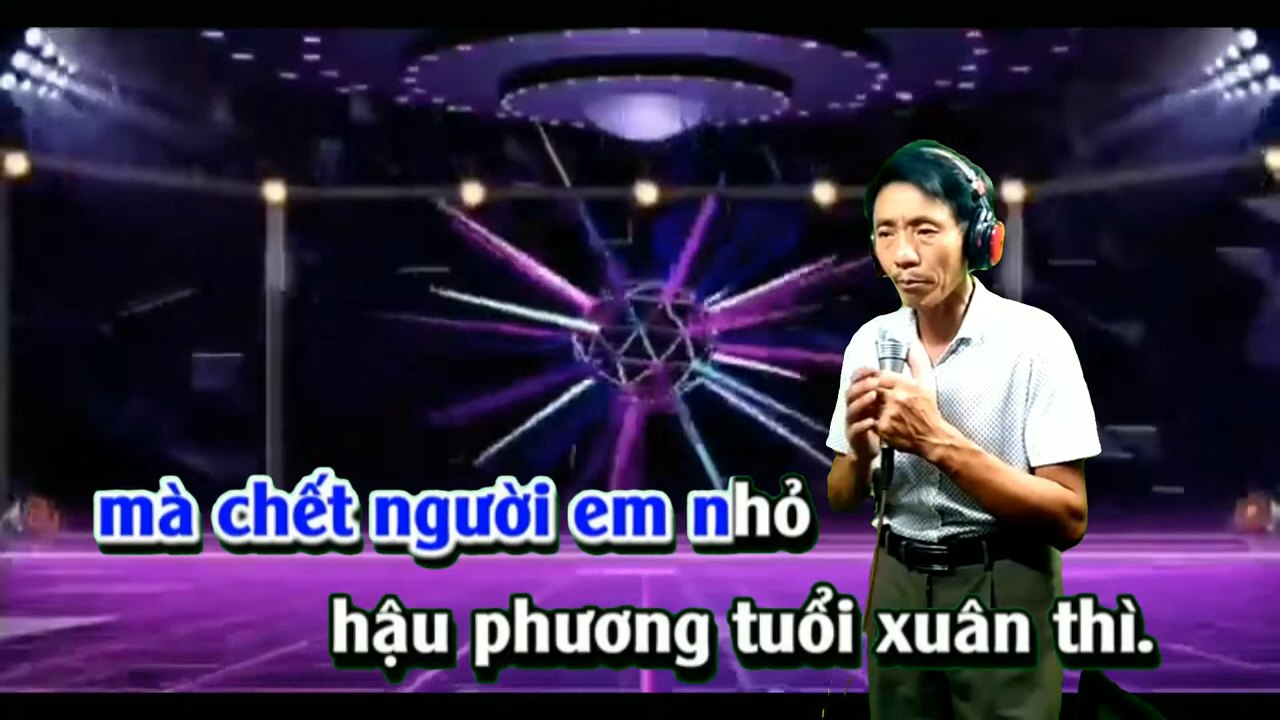 mà chết người em nhỏ
hậu phương tuổi xuân thì.